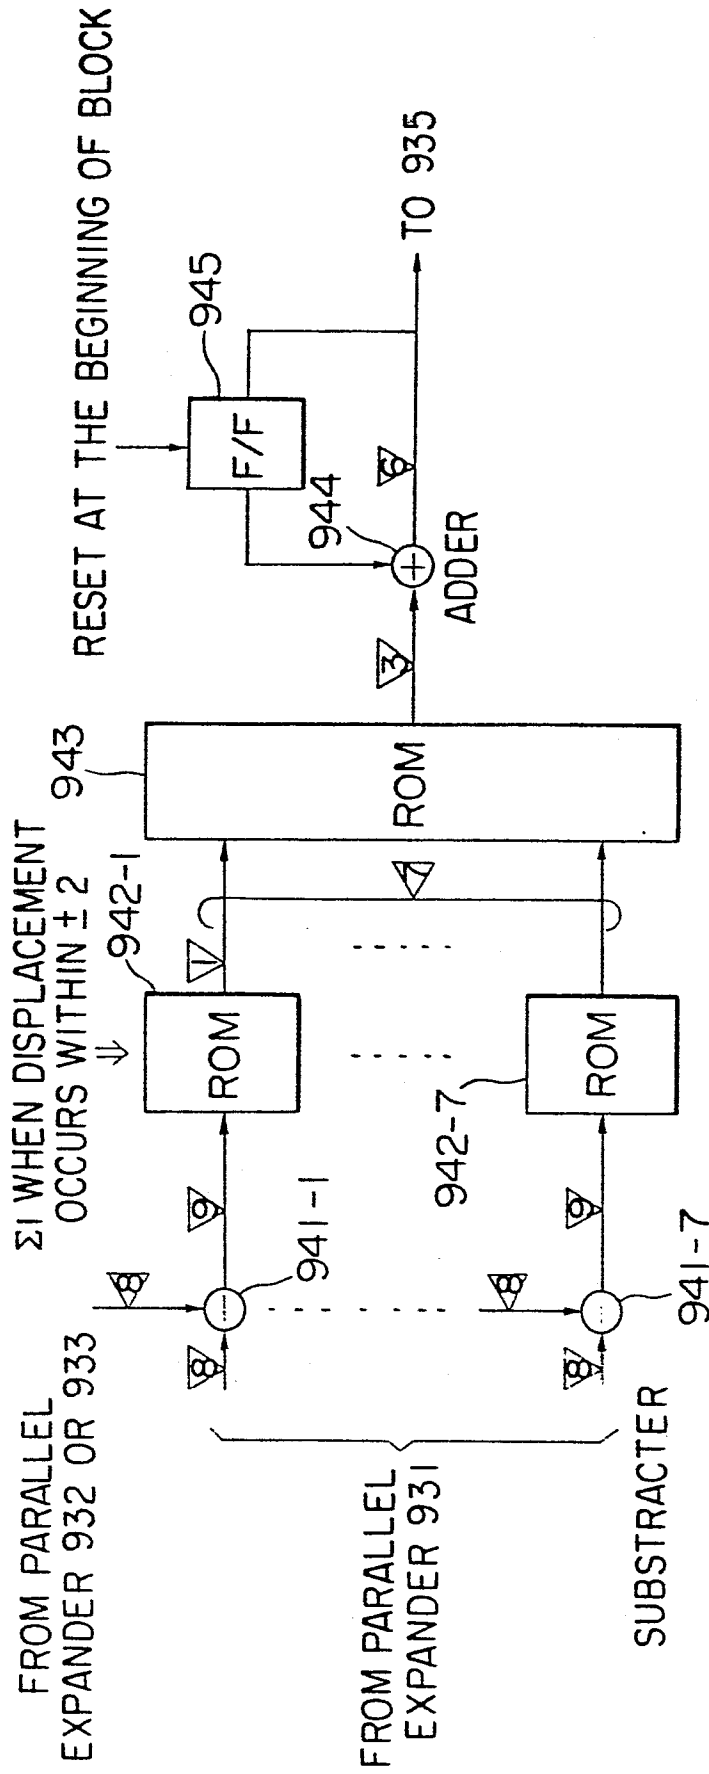 FROM PARALLEL
EXPANDER 932 OR 933
ΣI WHEN DISPLACEMENT
OCCURS WITHIN ± 2
⇒
RESET AT THE BEGINNING OF BLOCK
8
8
9
941-1
ROM
942-1
1
7
943
ROM
3
944
+
ADDER
F/F
945
6
TO 935
FROM PARALLEL
EXPANDER 931
8
8
9
941-7
942-7
ROM
SUBSTRACTER